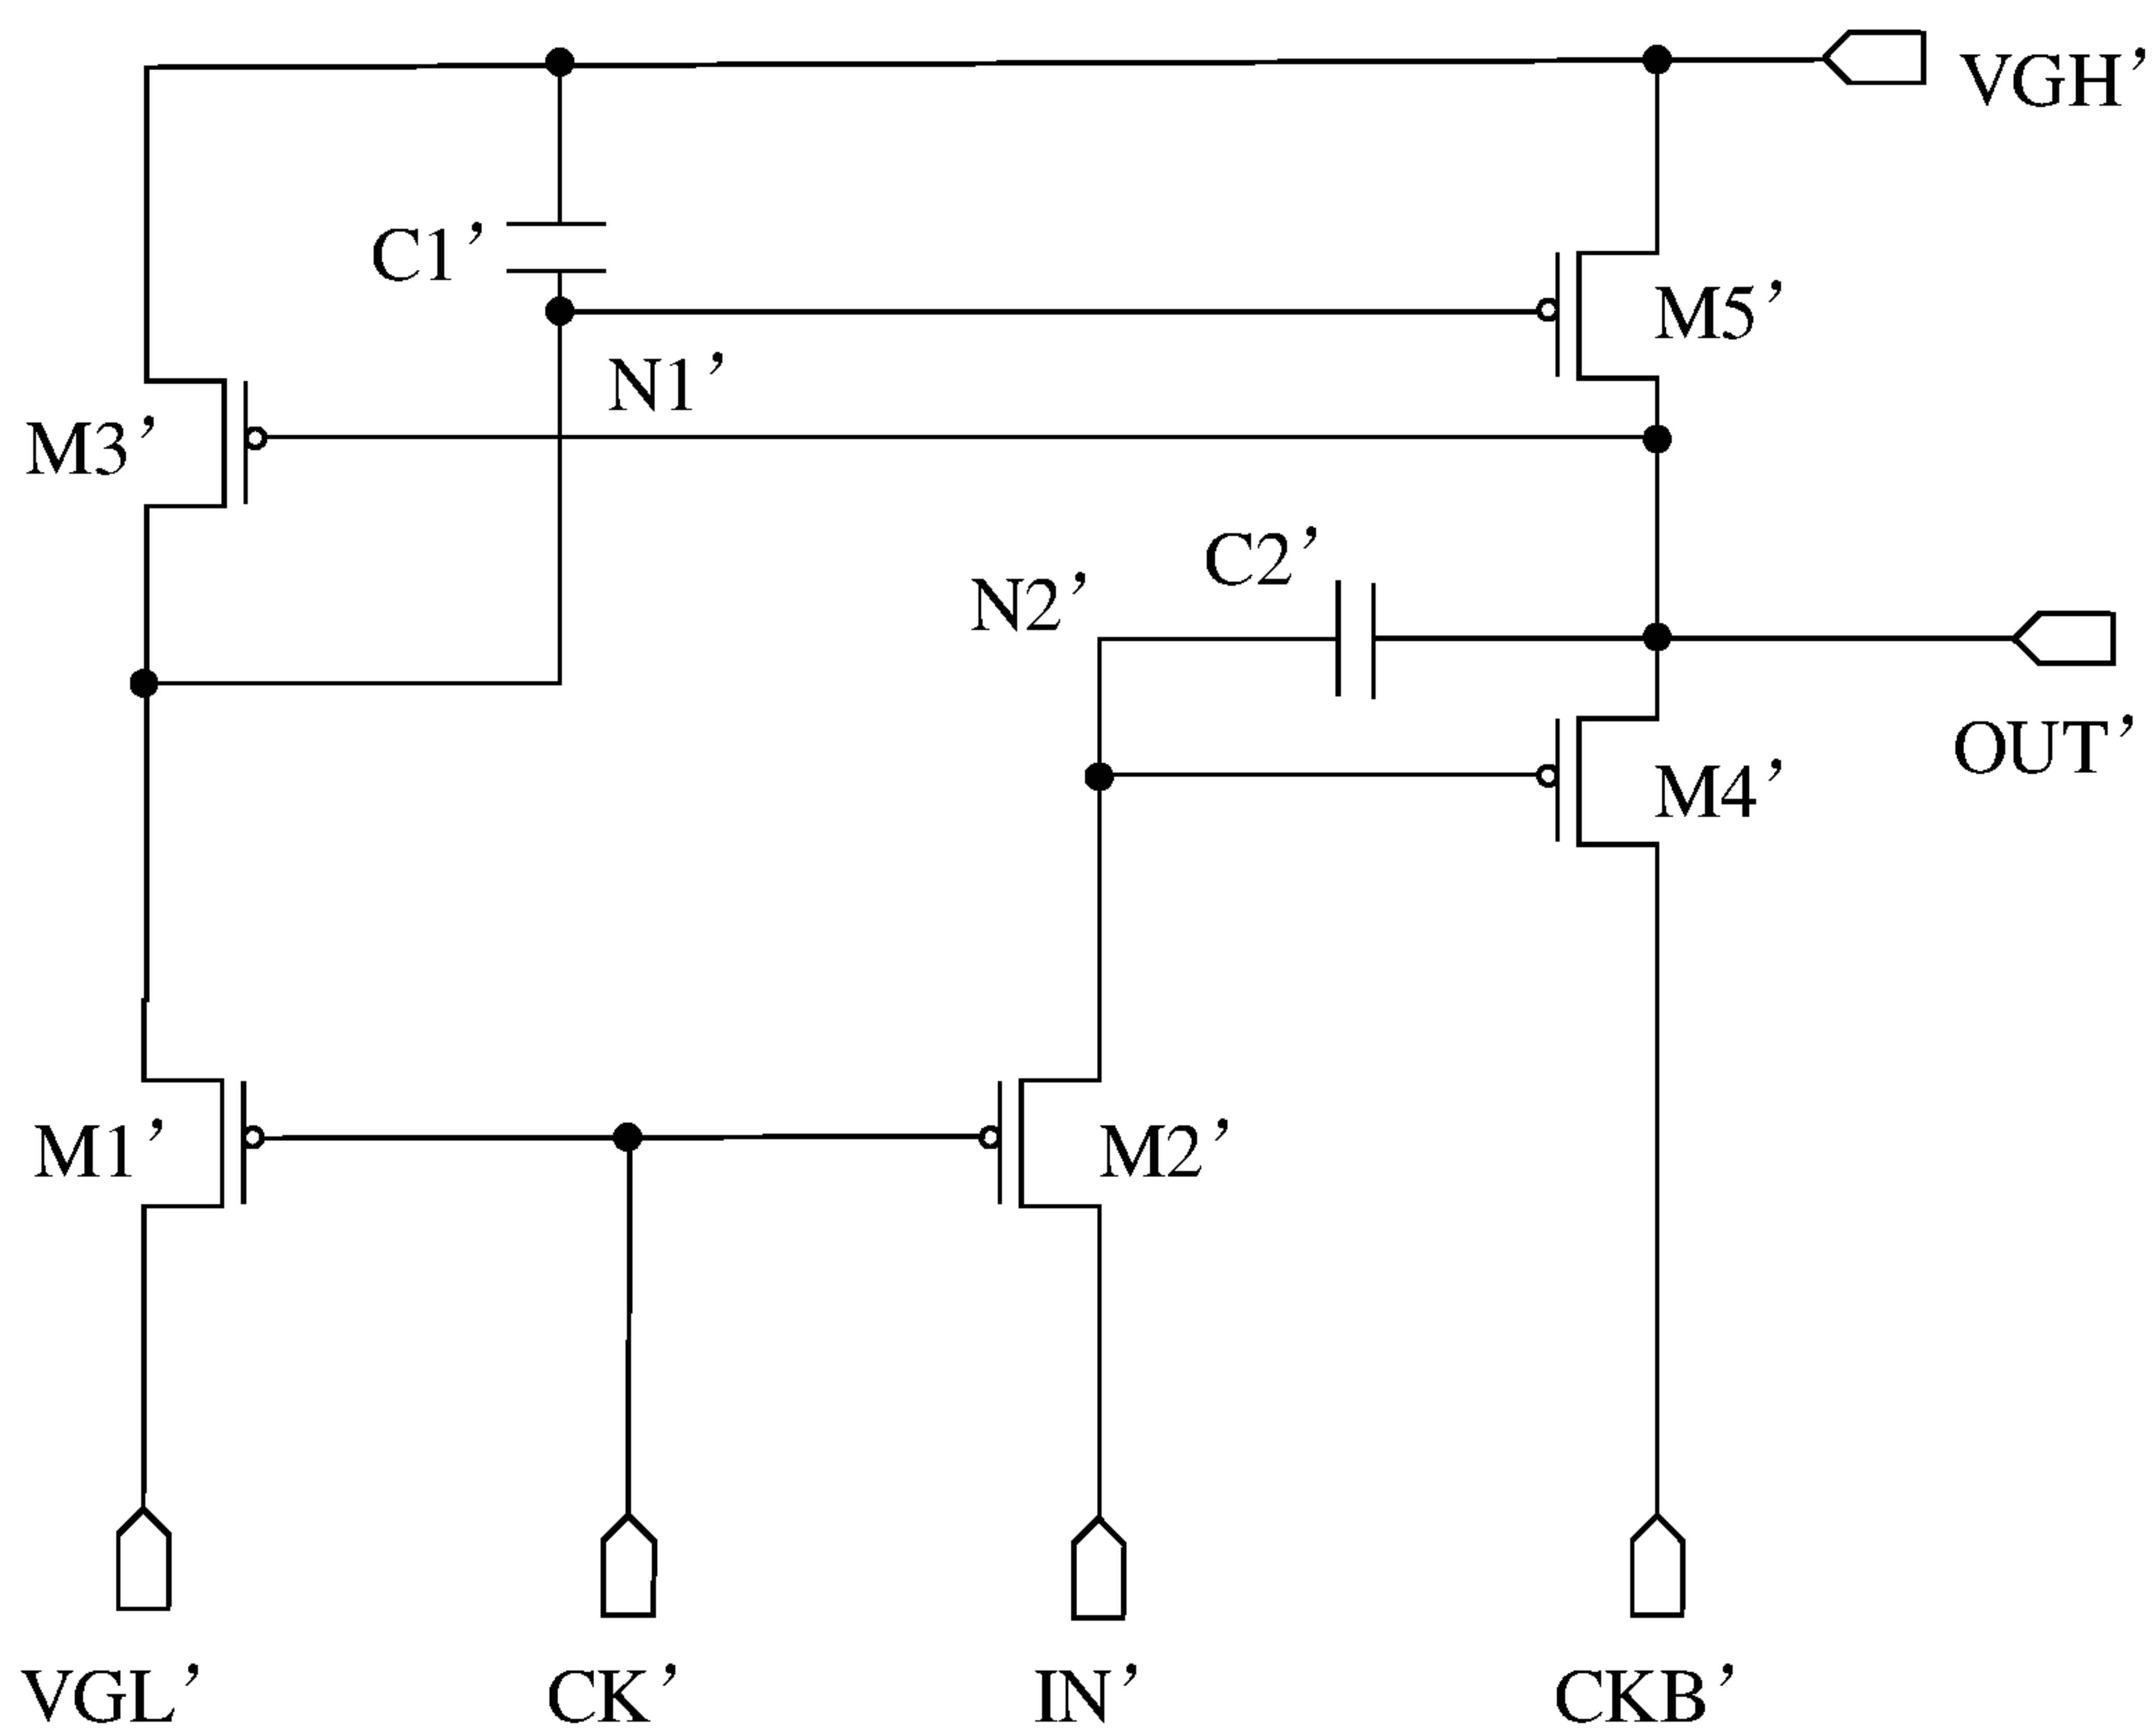 VGH’
C1’
M5’
N1’
M3’
C2’
N2’
OUT’
M4’
M1’
M2’
VGL’
CK’
IN’
CKB’